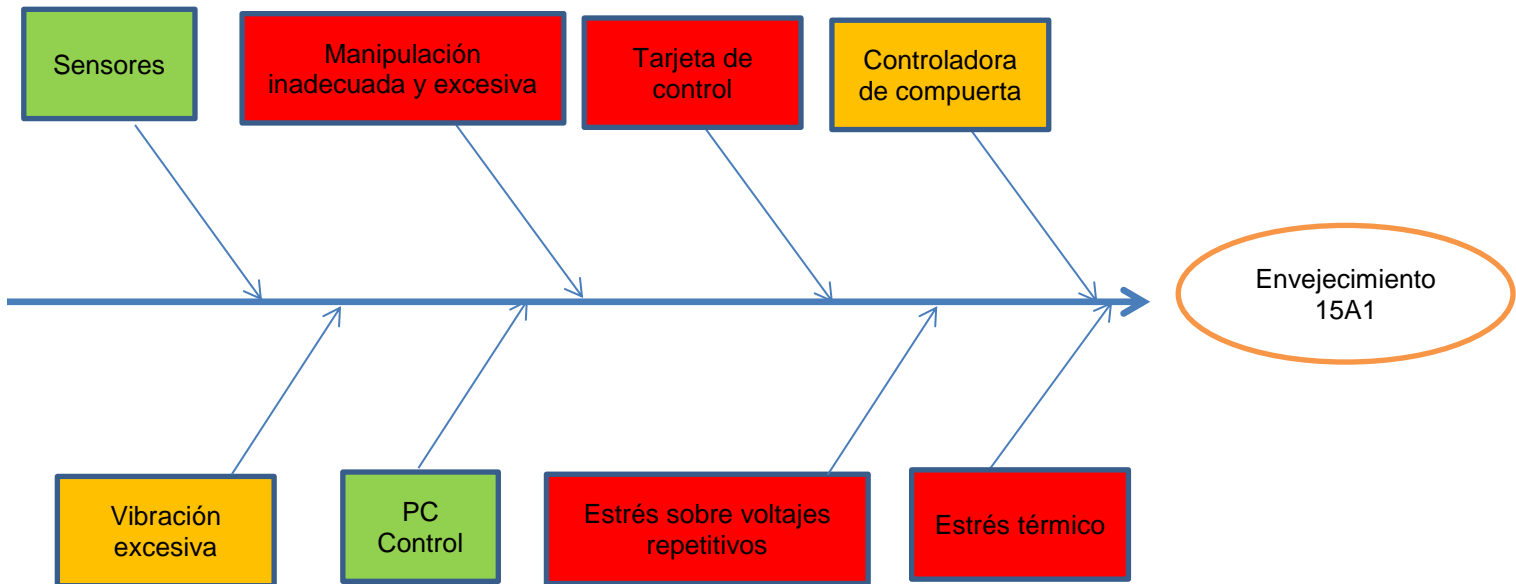 Sensores
Manipulación
inadecuada y excesiva
Tarjeta de
control
Controladora
de compuerta
Envejecimiento
15A1
Vibración
excesiva
PC
Control
Estrés sobre voltajes
repetitivos
Estrés térmico